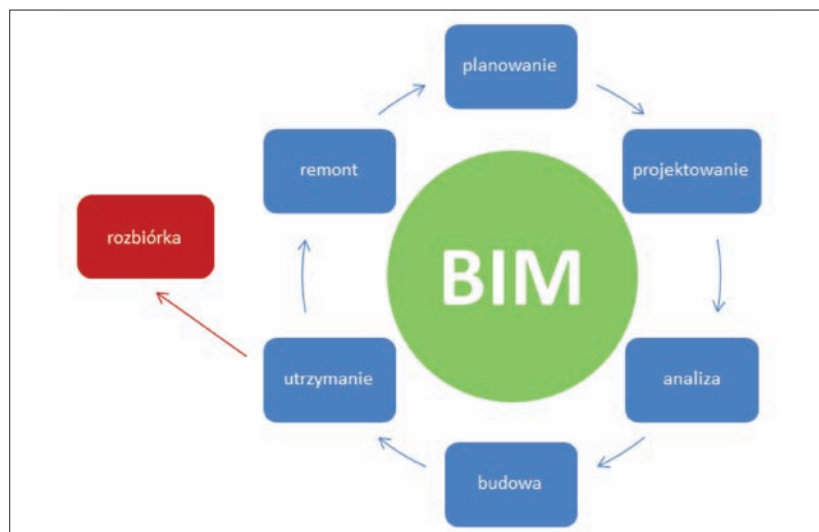 planowanie
projektowanie
analiza
budowa
utrzymanie
remont
rozbiórka
BIM